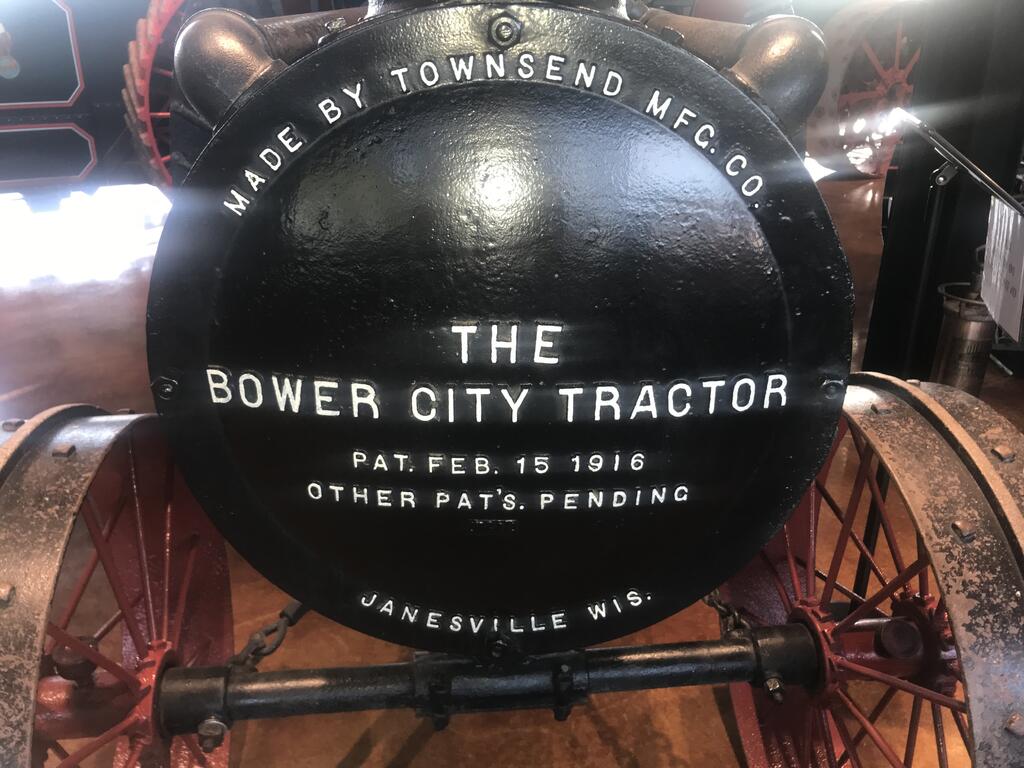 MADE BY TOWNSEND MFG. CO.
THE
BOWER CITY TRACTOR
PAT. FEB. 15 1916
OTHER PAT'S. PENDING
JANESVILLE WIS.